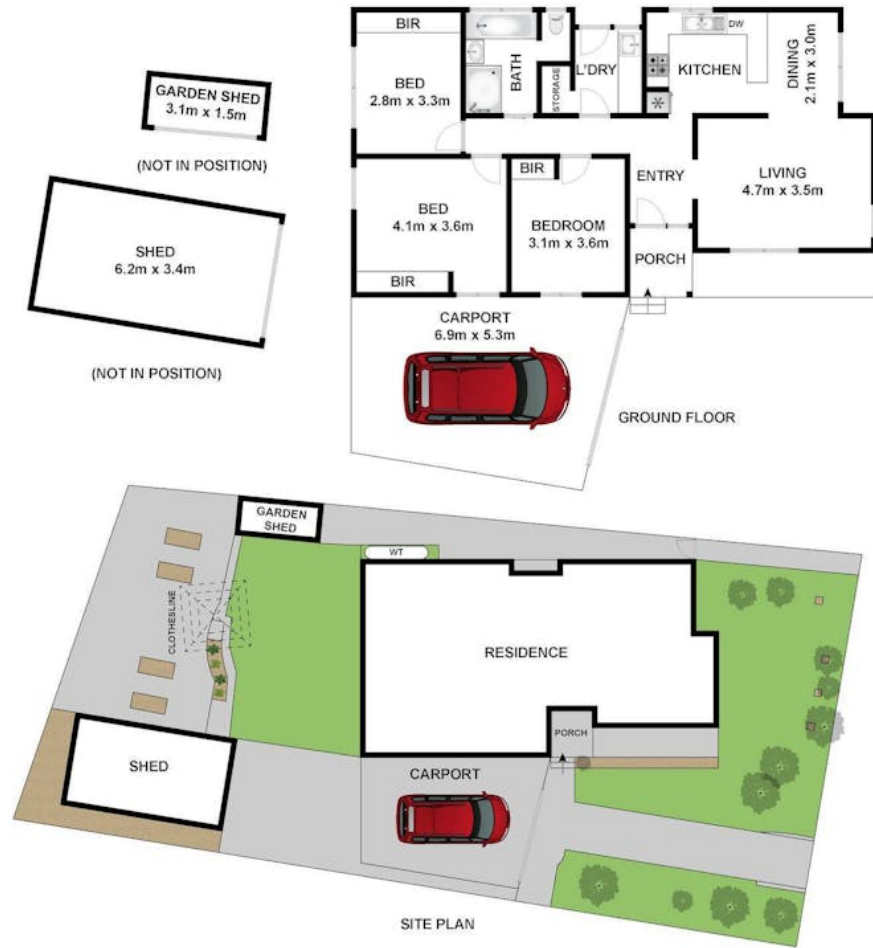 GARDEN SHED
3.1m x 1.5m
(NOT IN POSITION)
SHED
6.2m x 3.4m
(NOT IN POSITION)
BIR
BED
2.8m x 3.3m
BATH
STORAGE
L'DRY
KITCHEN
DW
DINING
2.1m x 3.0m
BED
4.1m x 3.6m
BIR
BIR
BEDROOM
3.1m x 3.6m
ENTRY
LIVING
4.7m x 3.5m
PORCH
CARPORT
6.9m x 5.3m
GROUND FLOOR
GARDEN
SHED
WT
CLOTHESLINE
RESIDENCE
PORCH
SHED
CARPORT
SITE PLAN